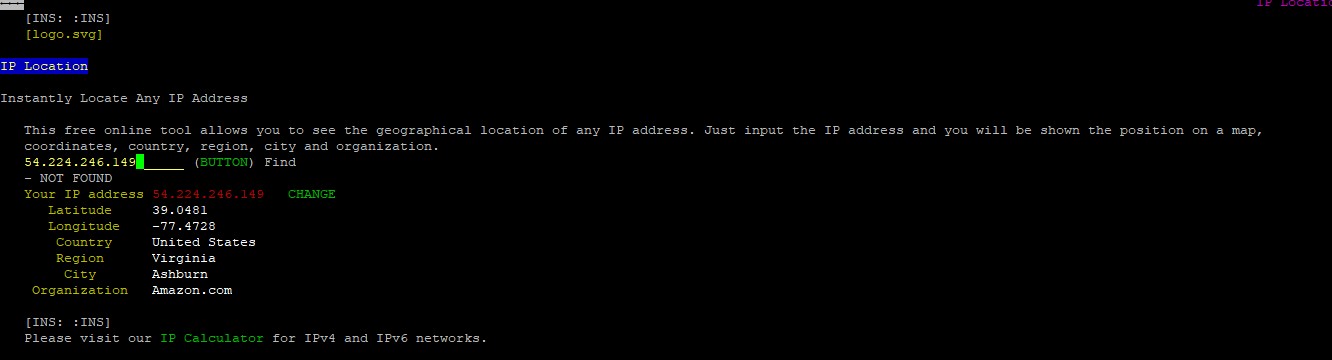 IP Locatio
[INS: :INS]
[logo.svg]
IP Location
Instantly Locate Any IP Address
This free online tool allows you to see the geographical location of any IP address. Just input the IP address and you will be shown the position on a map,
coordinates, country, region, city and organization.
54.224.246.149______ (BUTTON) Find
- NOT FOUND
Your IP address 54.224.246.149 CHANGE
Latitude 39.0481
Longitude -77.4728
Country United States
Region Virginia
City Ashburn
Organization Amazon.com
[INS: :INS]
Please visit our IP Calculator for IPv4 and IPv6 networks.